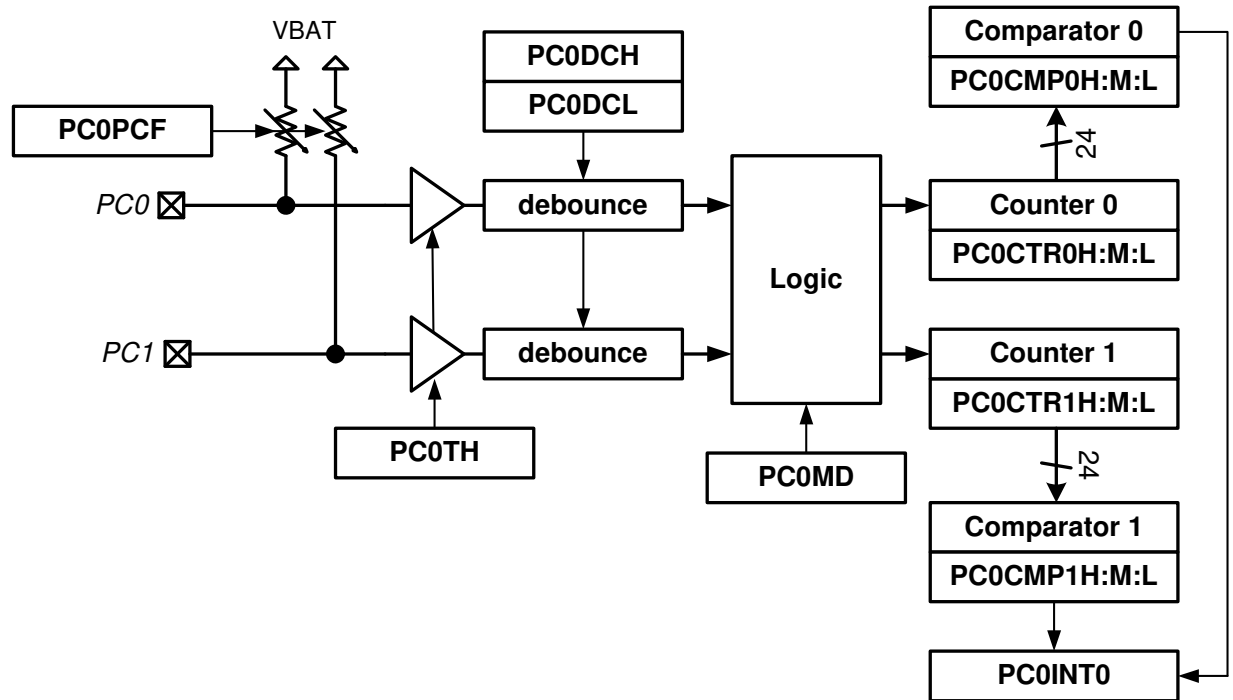 VBAT
PC0PCF
PC0DCH
PC0DCL
Comparator 0
PC0CMP0H:M:L
24
PC0
debounce
Logic
Counter 0
PC0CTR0H:M:L
PC1
debounce
Counter 1
PC0CTR1H:M:L
PC0TH
PC0MD
24
Comparator 1
PC0CMP1H:M:L
PC0INT0